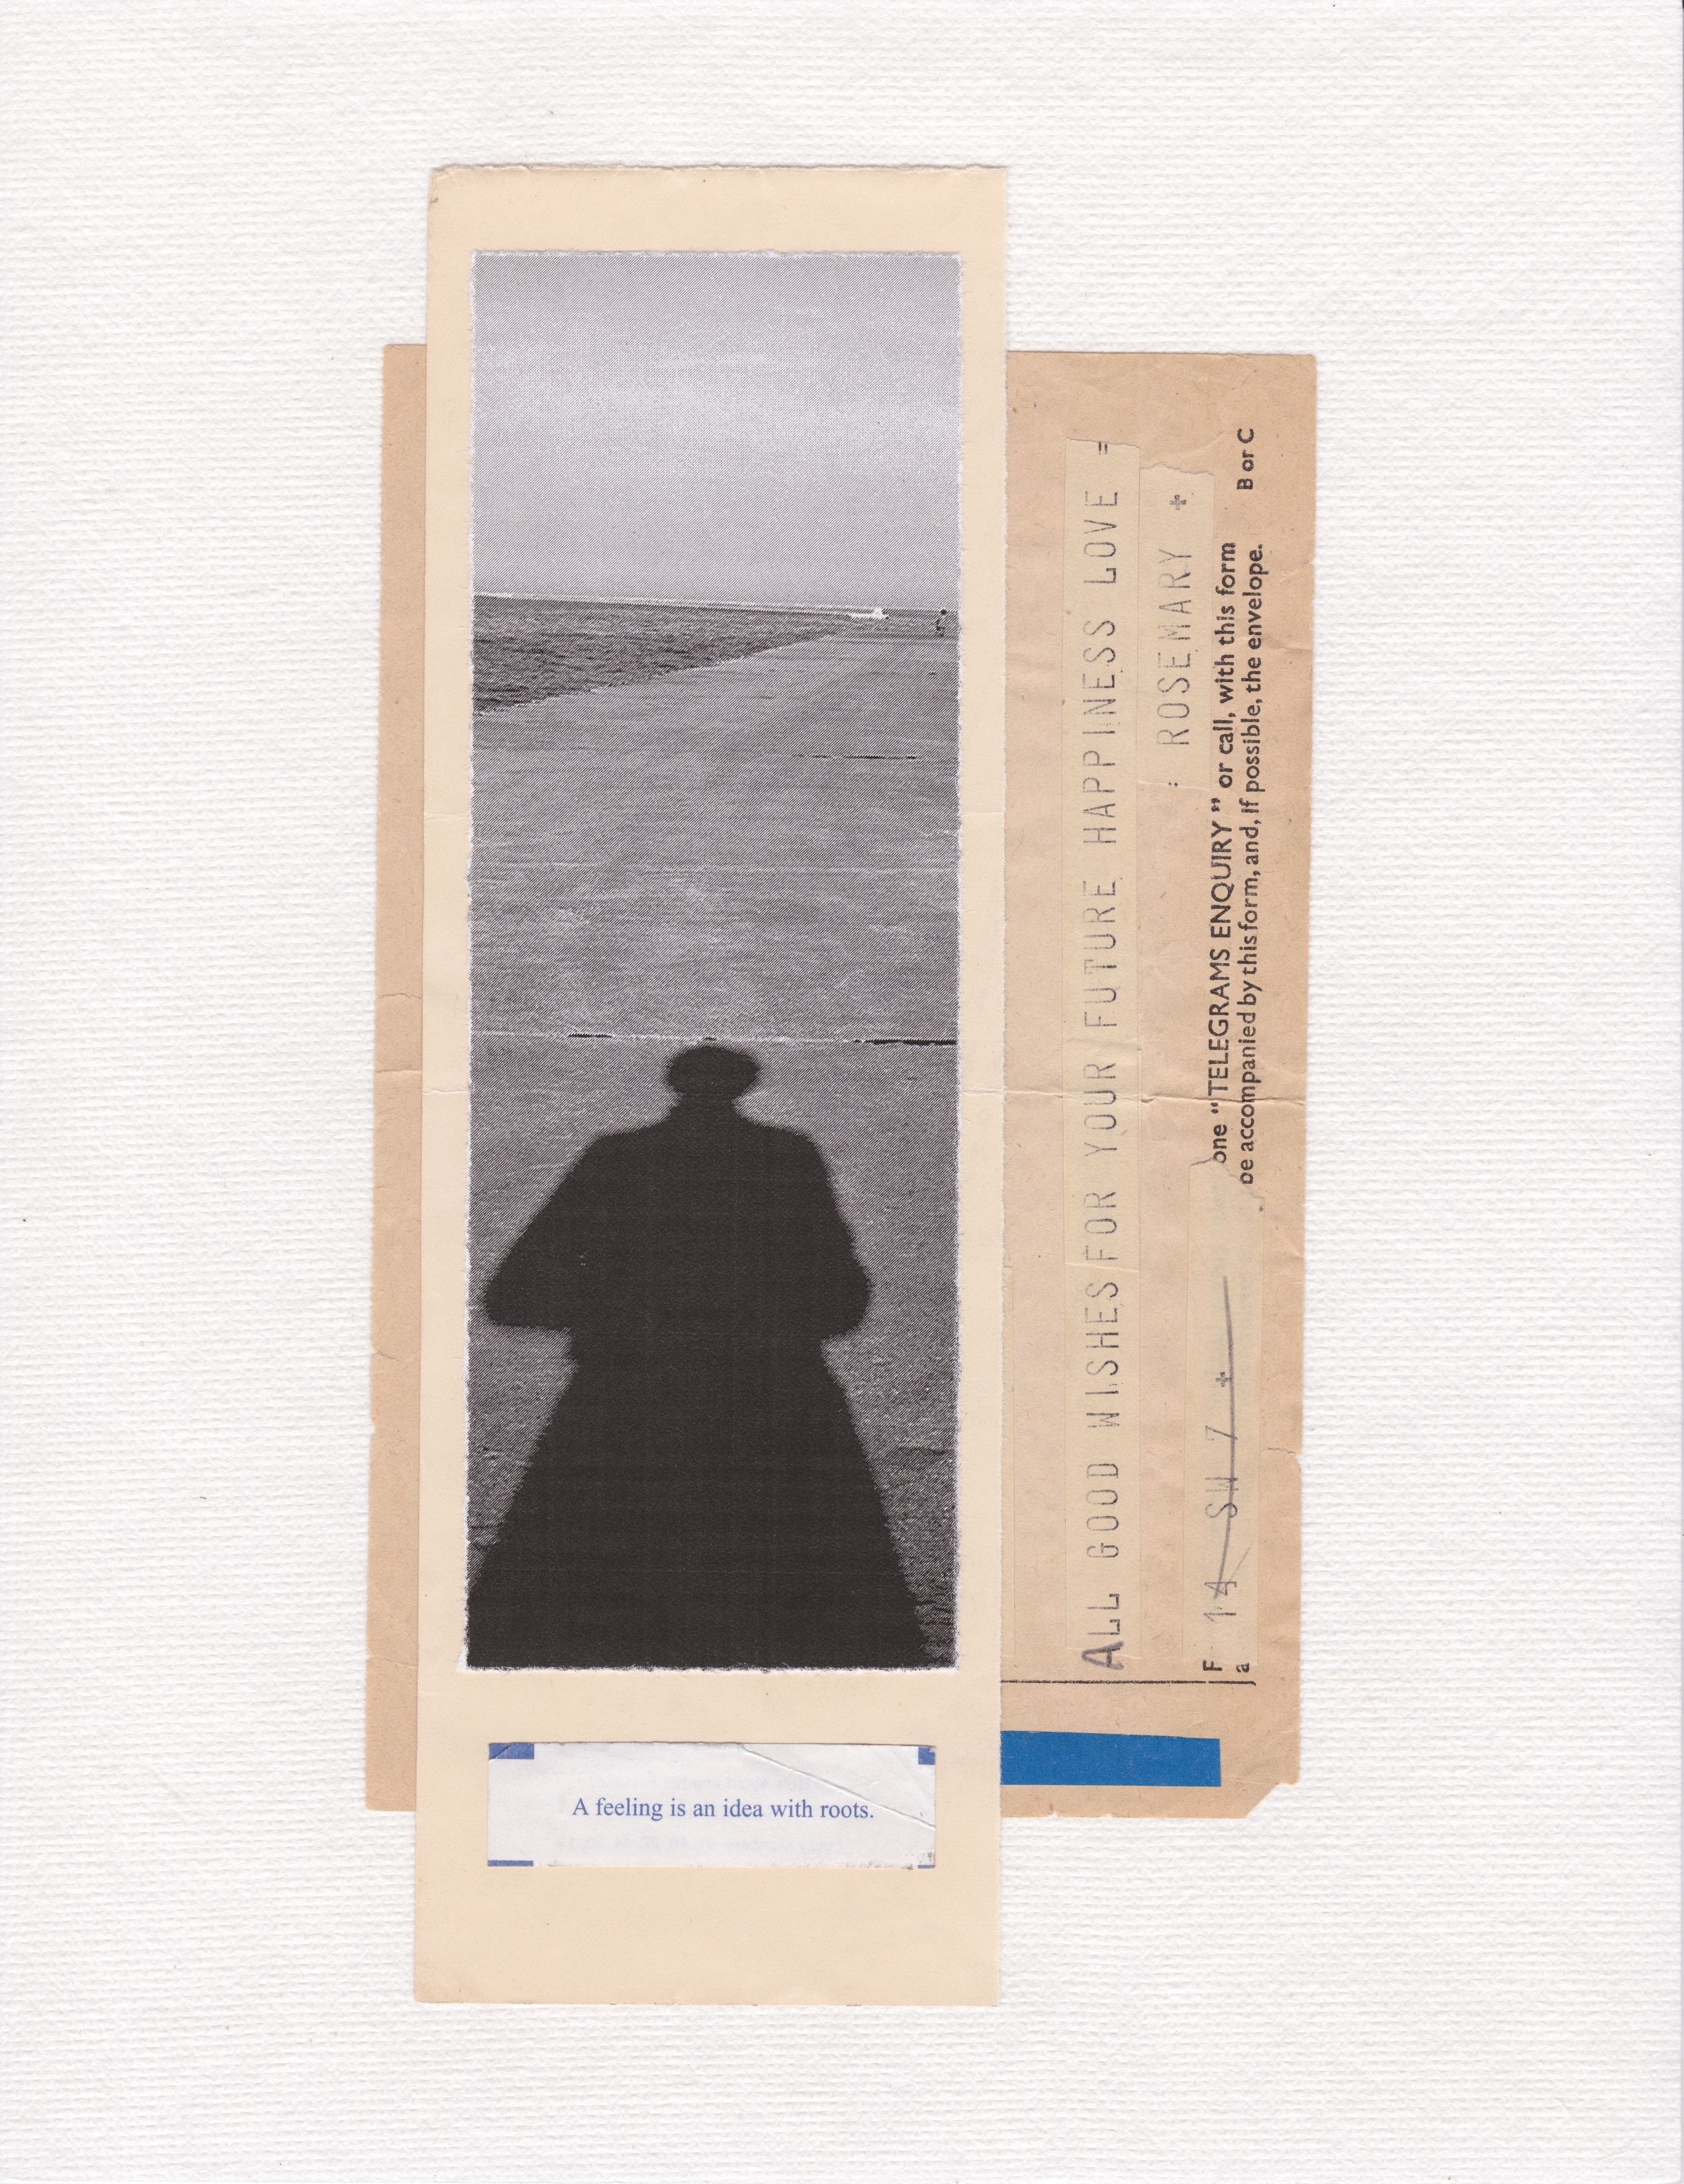 ALL GOOD WISHES FOR YOUR FUTURE HAPPINESS LOVE =
: ROSEMARY +
F
one “TELEGRAMS ENQUIRY” or call, with this form
a
be accompanied by this form, and, if possible, the envelope.
B or C
14 SW 7 +
A feeling is an idea with roots.